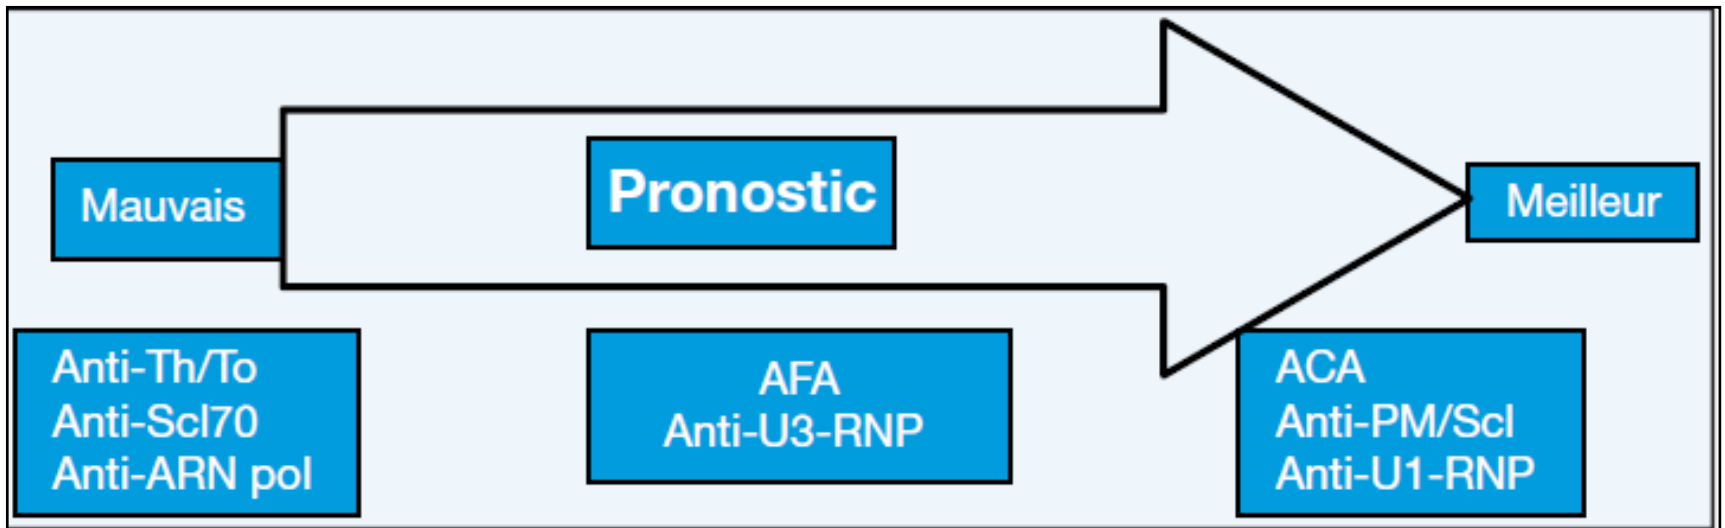 Mauvais
Pronostic
Meilleur
Anti-Th/To
Anti-Scl70
Anti-ARN pol
AFA
Anti-U3-RNP
ACA
Anti-PM/Scl
Anti-U1-RNP